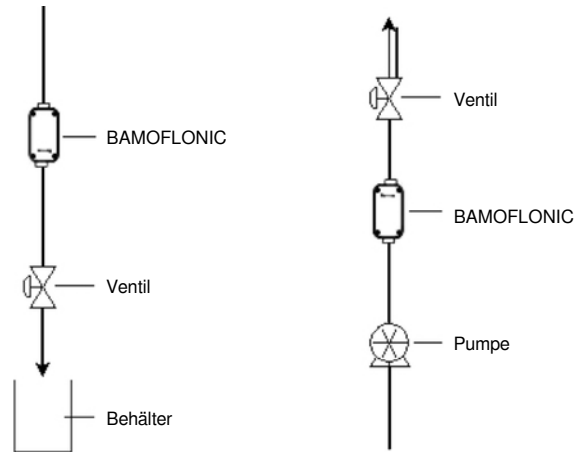 BAMOFLONIC
Ventil
Behälter
Ventil
BAMOFLONIC
Pumpe